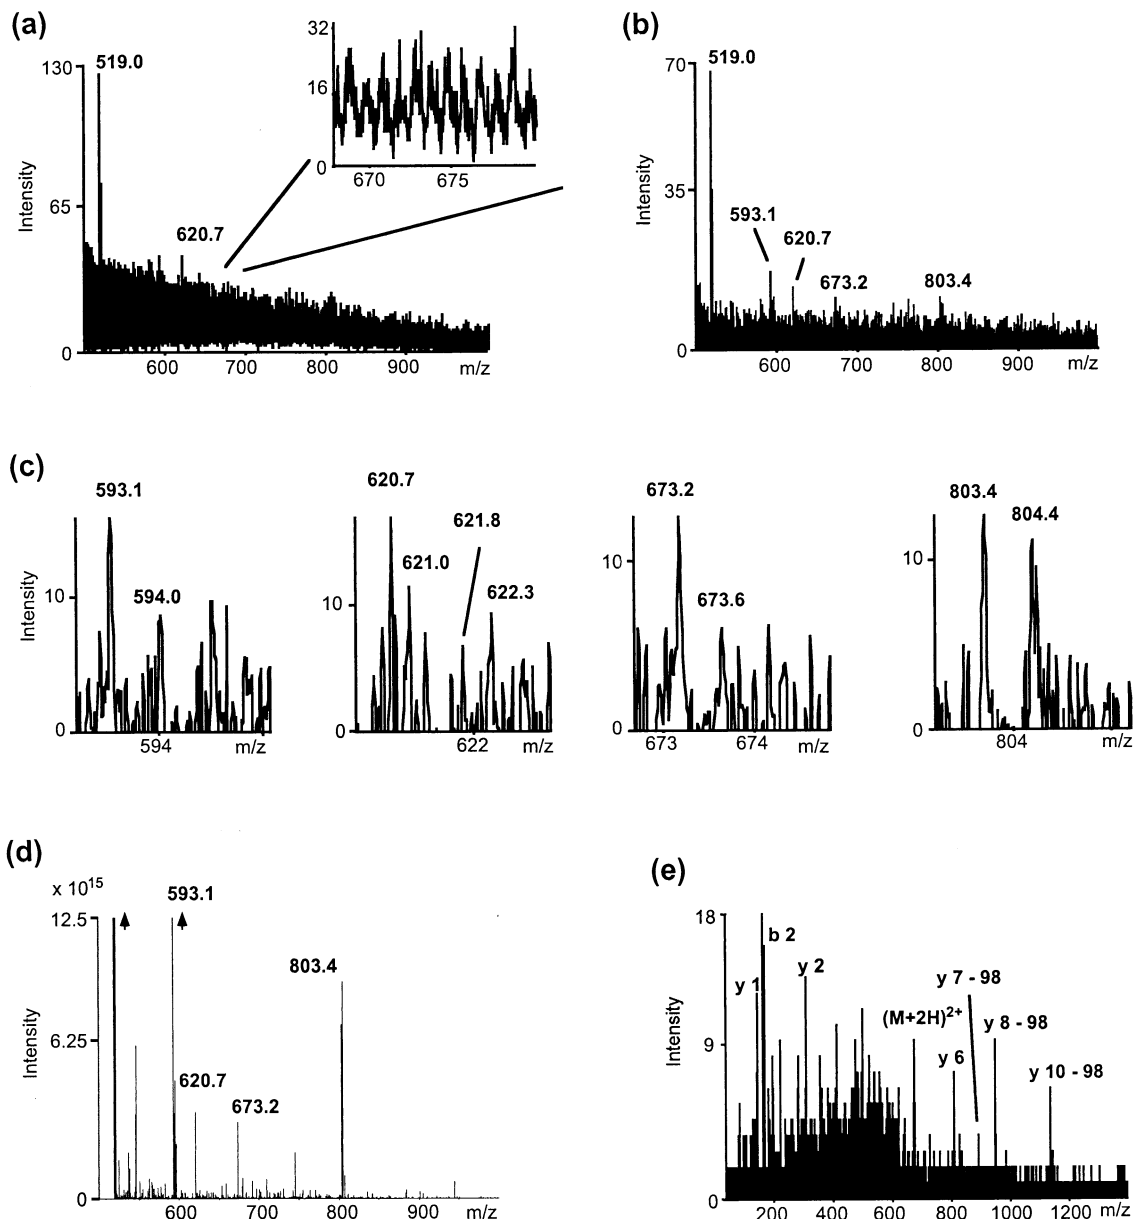 (a)
130
65
0
Intensity
519.0
620.7
600
700
800
900
m/z
32
16
0
670
675
(b)
70
35
0
Intensity
519.0
593.1
620.7
673.2
803.4
600
700
800
900
m/z
(c)
Intensity
10
0
593.1
594.0
594
m/z
10
0
620.7
621.0
621.8
622.3
622
m/z
10
0
673.2
673.6
673
674
m/z
10
0
803.4
804.4
804
m/z
(d)
x 10¹⁵
12.5
6.25
0
Intensity
593.1
620.7
673.2
803.4
600
700
800
900
m/z
(e)
18
9
0
Intensity
y 1
b 2
y 2
(M+2H)²⁺
y 6
y 7 - 98
y 8 - 98
y 10 - 98
200
400
600
800
1000
1200
m/z